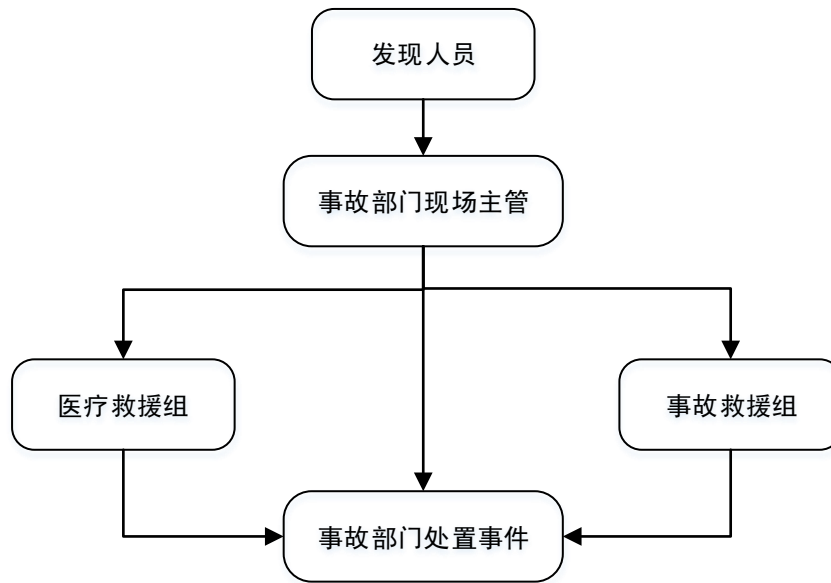 发现人员
事故部门现场主管
医疗救援组
事故救援组
事故部门处置事件